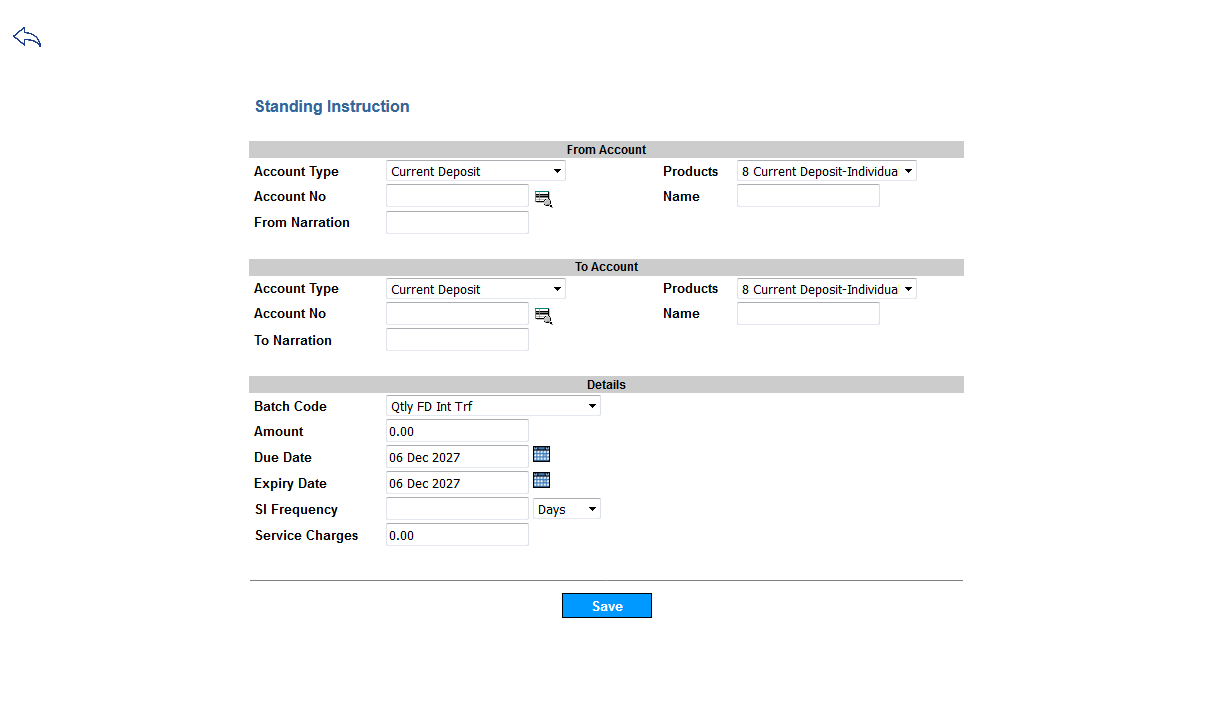 Standing Instruction
From Account
Account Type Current Deposit Products 8 Current Deposit-Individua
Account No Name
From Narration
To Account
Account Type Current Deposit Products 8 Current Deposit-Individua
Account No Name
To Narration
Details
Batch Code Qtly FD Int Trf
Amount 0.00
Due Date 06 Dec 2027
Expiry Date 06 Dec 2027
SI Frequency Days
Service Charges 0.00
Save